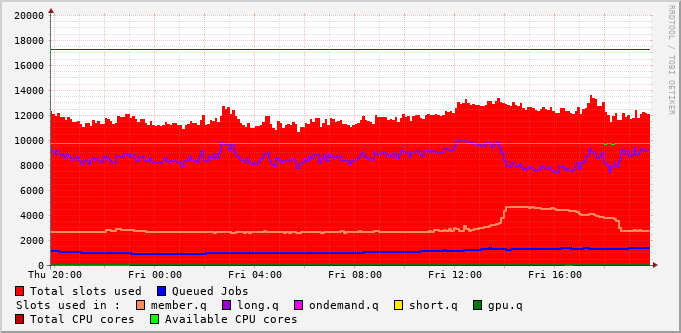 RRDTOOL / TOBI OETIKER
20000
18000
16000
14000
12000
10000
8000
6000
4000
2000
0
Thu 20:00 Fri 00:00 Fri 04:00 Fri 08:00 Fri 12:00 Fri 16:00
Total slots used Queued Jobs
Slots used in : member.q long.q ondemand.q short.q gpu.q
Total CPU cores Available CPU cores